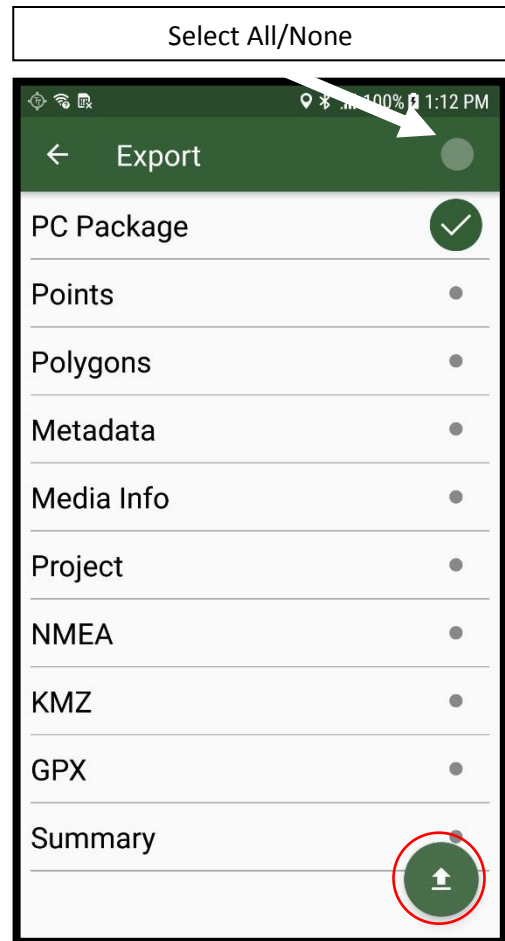 Select All/None
100% 1:12 PM
Export
PC Package
Points
Polygons
Metadata
Media Info
Project
NMEA
KMZ
GPX
Summary